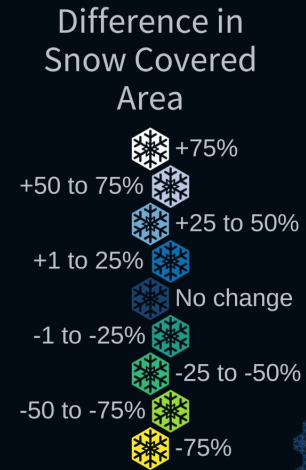 Difference in
Snow Covered
Area
+75%
+50 to 75%
+25 to 50%
+1 to 25%
No change
-1 to -25%
-25 to -50%
-50 to -75%
-75%